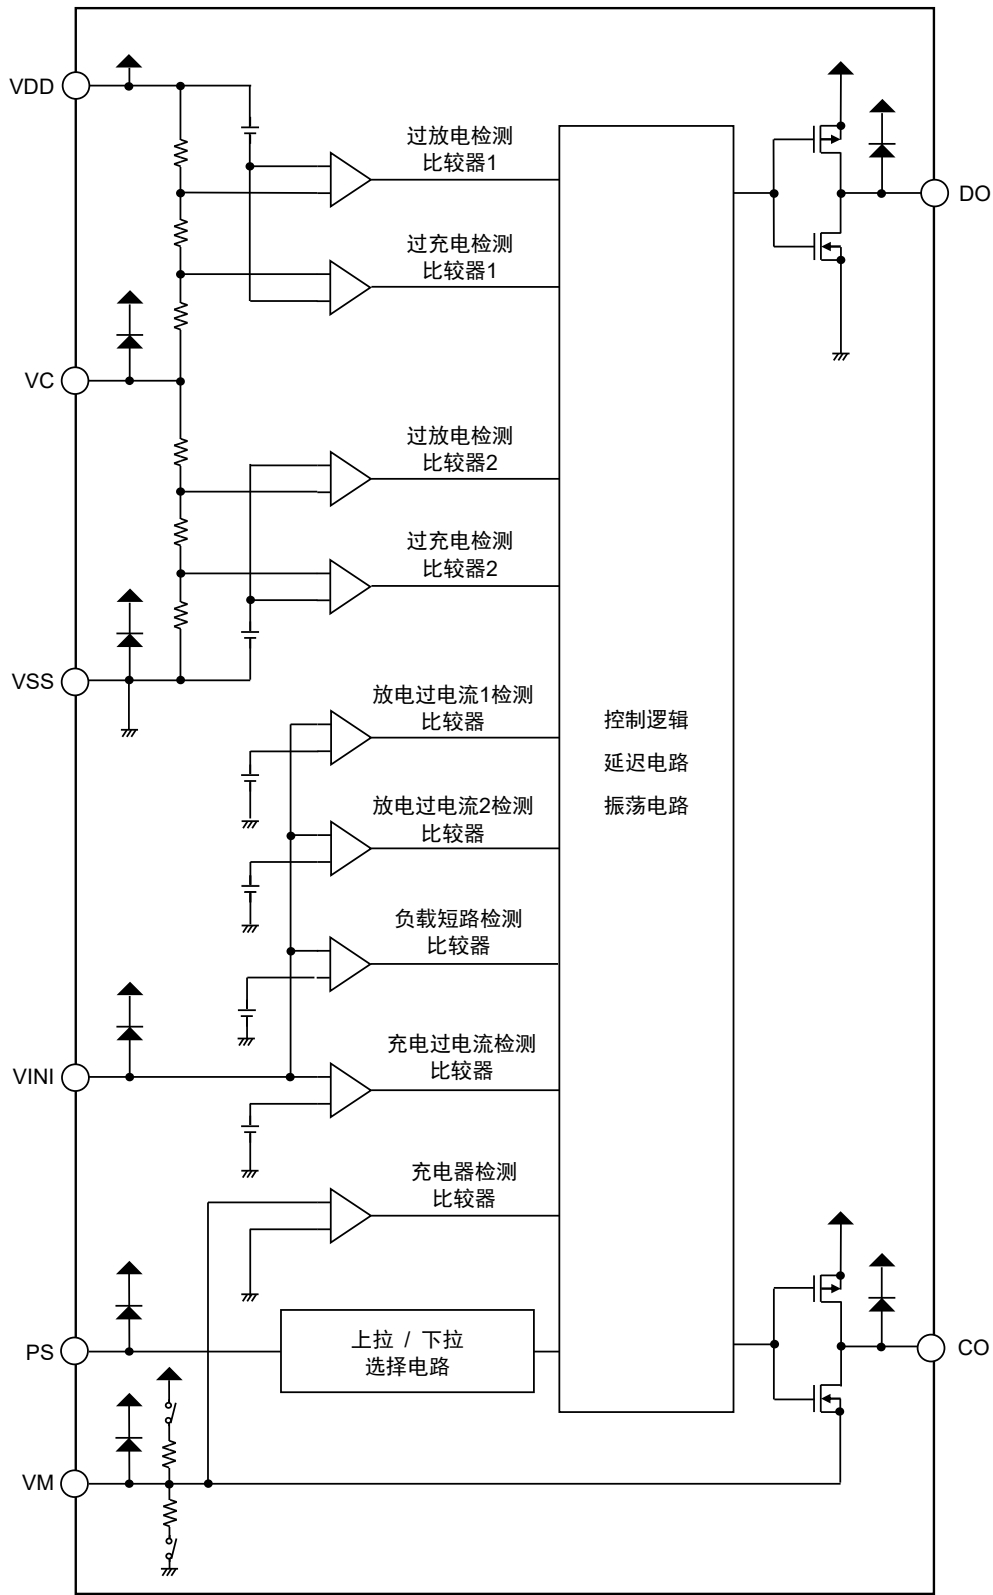 VDD
过放电检测
比较器1
DO
过充电检测
比较器1
VC
过放电检测
比较器2
过充电检测
比较器2
VSS
放电过电流1检测
比较器
控制逻辑
延迟电路
振荡电路
放电过电流2检测
比较器
负载短路检测
比较器
VINI
充电过电流检测
比较器
充电器检测
比较器
PS
上拉 / 下拉
选择电路
CO
VM